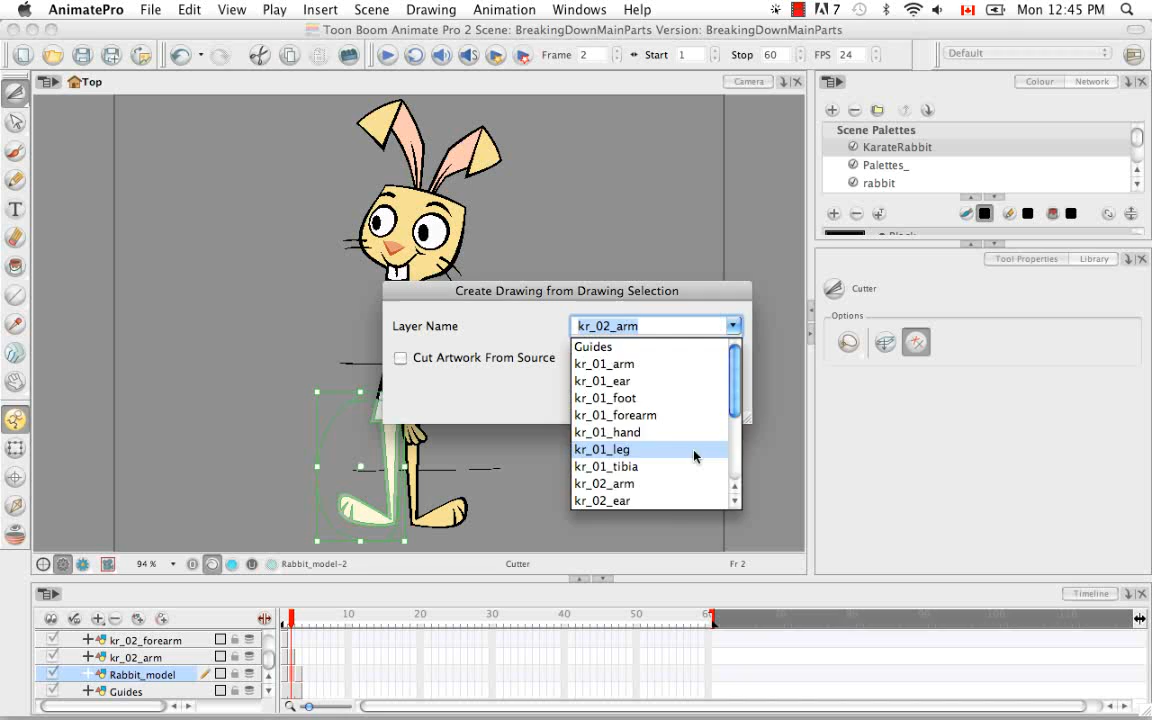 AnimatePro File Edit View Play Insert Scene Drawing Animation Windows Help 7 Mon 12:45 PM
Toon Boom Animate Pro 2 Scene: BreakingDownMainParts Version: BreakingDownMainParts
Frame 2 Start 1 Stop 60 FPS 24 Default
Top Camera
Colour Network
Scene Palettes
KarateRabbit
Palettes_
rabbit
Tool Properties Library
Cutter
Options
Create Drawing from Drawing Selection
Layer Name kr_02_arm
Cut Artwork From Source
Guides
kr_01_arm
kr_01_ear
kr_01_foot
kr_01_forearm
kr_01_hand
kr_01_leg
kr_01_tibia
kr_02_arm
kr_02_ear
94 % Rabbit_model-2 Cutter Fr 2
Timeline
10 20 30 40 50
kr_02_forearm
kr_02_arm
Rabbit_model
Guides